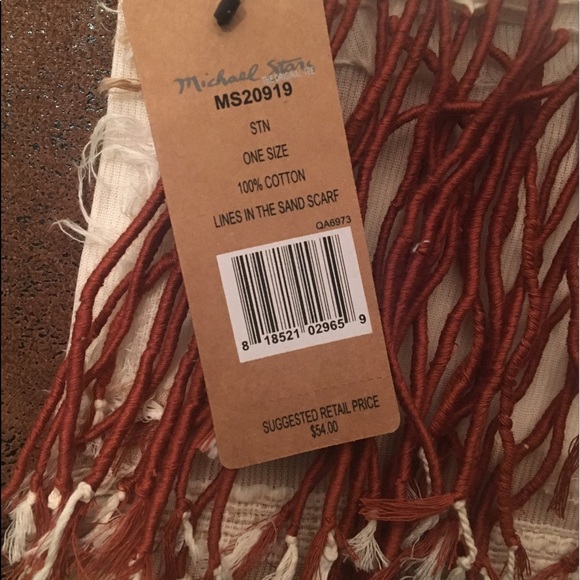 Michael Stars
MS20919
STN
ONE SIZE
100% COTTON
LINES IN THE SAND SCARF
QA6973
8 18521 02965 9
SUGGESTED RETAIL PRICE
$54.00